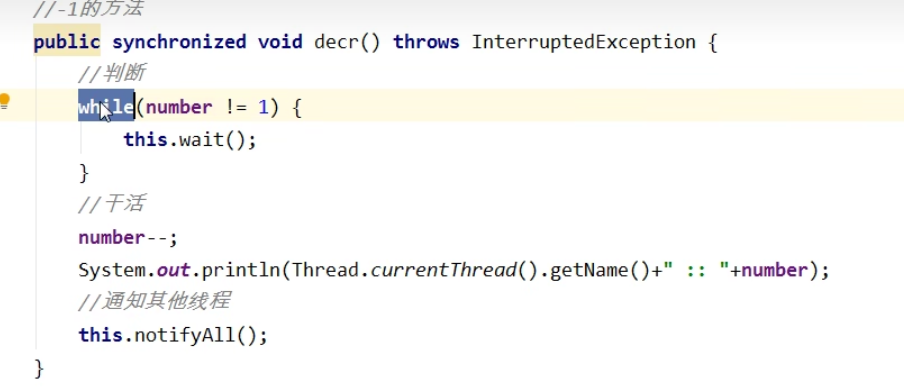 //-1的方法
public synchronized void decr() throws InterruptedException {
//判断
while(number != 1) {
this.wait();
}
//干活
number--;
System.out.println(Thread.currentThread().getName()+" :: "+number);
//通知其他线程
this.notifyAll();
}